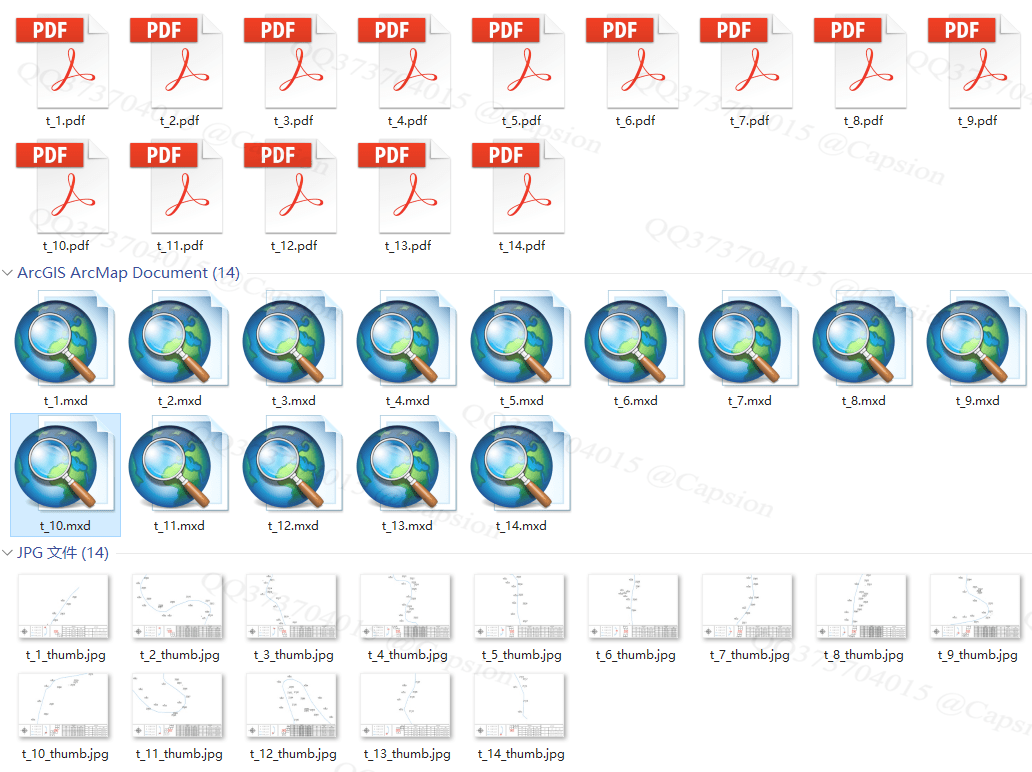 PDF PDF PDF PDF PDF PDF PDF PDF PDF
t_1.pdf t_2.pdf t_3.pdf t_4.pdf t_5.pdf t_6.pdf t_7.pdf t_8.pdf t_9.pdf
PDF PDF PDF PDF PDF
t_10.pdf t_11.pdf t_12.pdf t_13.pdf t_14.pdf
ArcGIS ArcMap Document (14)
t_1.mxd t_2.mxd t_3.mxd t_4.mxd t_5.mxd t_6.mxd t_7.mxd t_8.mxd t_9.mxd
t_10.mxd t_11.mxd t_12.mxd t_13.mxd t_14.mxd
JPG 文件 (14)
t_1_thumb.jpg t_2_thumb.jpg t_3_thumb.jpg t_4_thumb.jpg t_5_thumb.jpg t_6_thumb.jpg t_7_thumb.jpg t_8_thumb.jpg t_9_thumb.jpg
t_10_thumb.jpg t_11_thumb.jpg t_12_thumb.jpg t_13_thumb.jpg t_14_thumb.jpg
QQ373704015 @Capsion